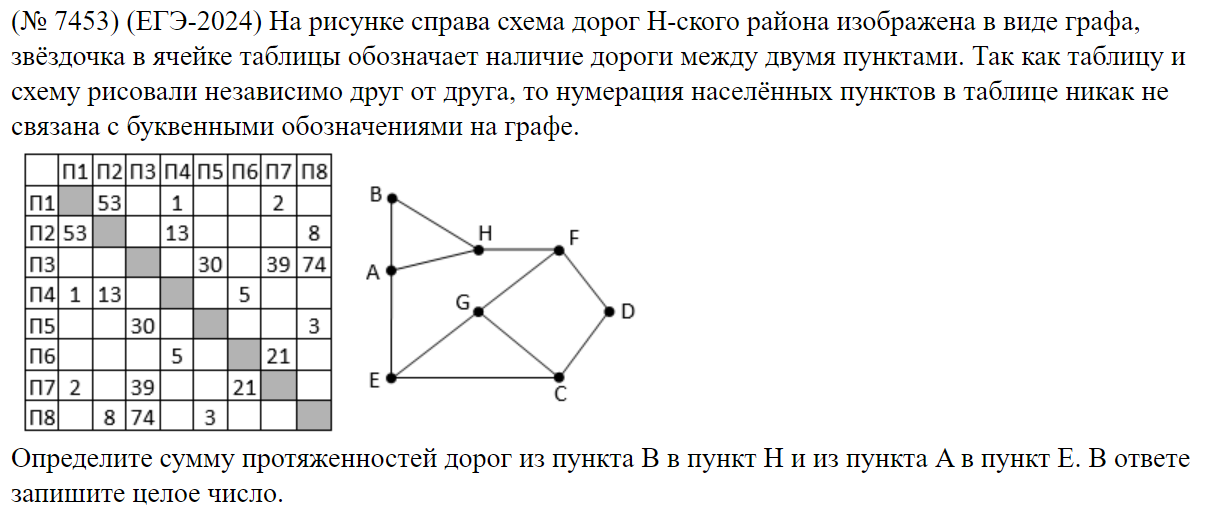 (№ 7453) (ЕГЭ-2024) На рисунке справа схема дорог Н-ского района изображена в виде графа,
звёздочка в ячейке таблицы обозначает наличие дороги между двумя пунктами. Так как таблицу и
схему рисовали независимо друг от друга, то нумерация населённых пунктов в таблице никак не
связана с буквенными обозначениями на графе.
П1 П2 П3 П4 П5 П6 П7 П8
П1 53 1 2
П2 53 13 8
П3 30 39 74
П4 1 13 5
П5 30 3
П6 5 21
П7 2 39 21
П8 8 74 3
B
H
F
A
G
D
E
C
Определите сумму протяженностей дорог из пункта B в пункт H и из пункта A в пункт E. В ответе
запишите целое число.